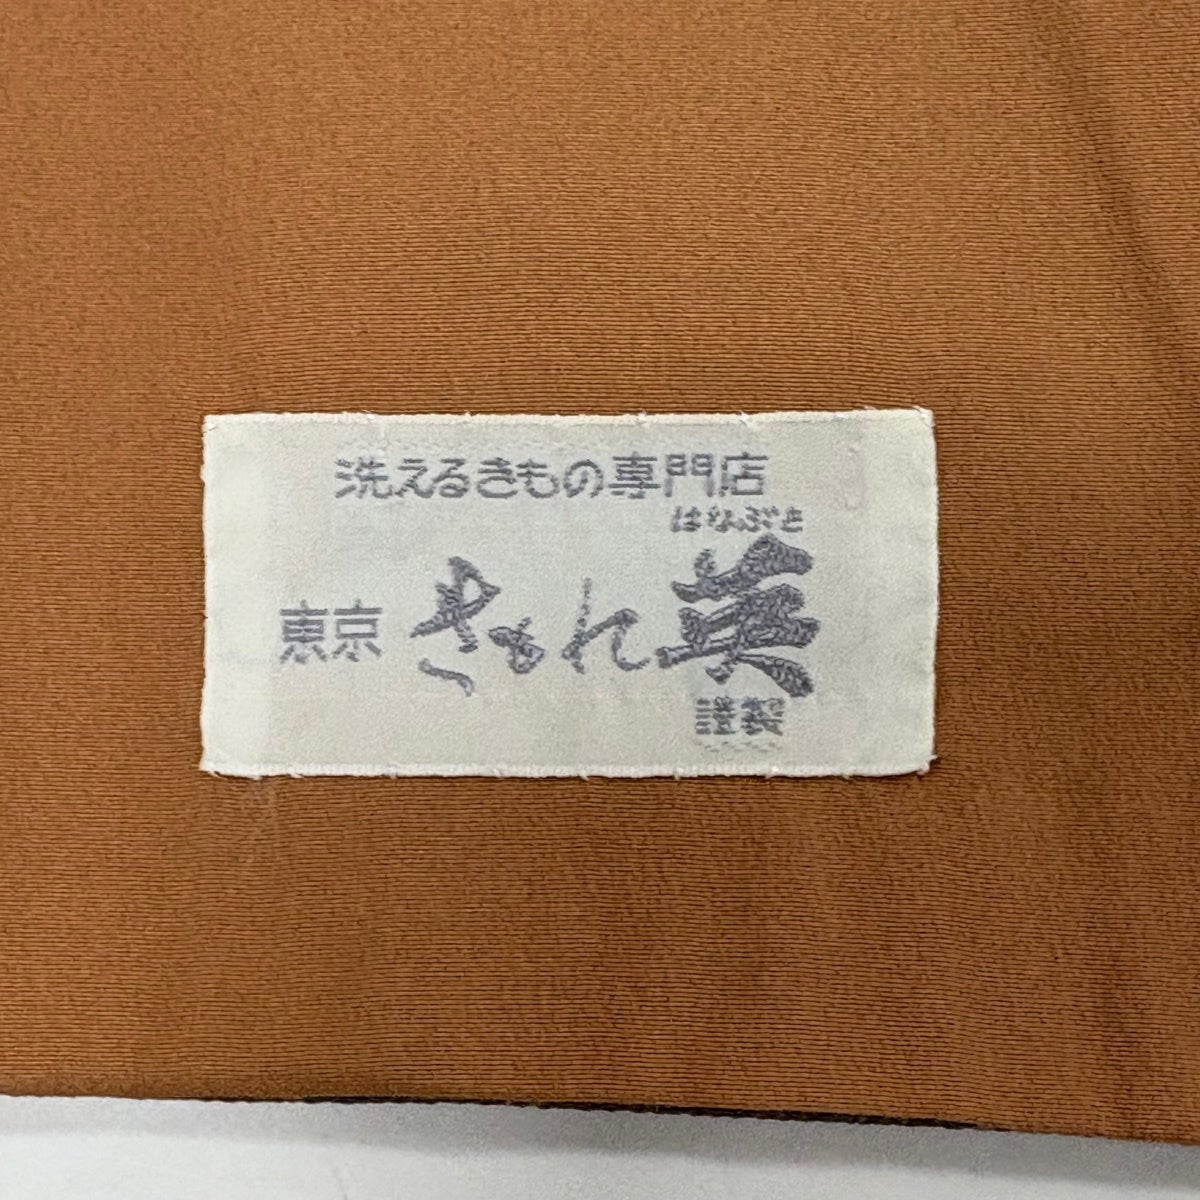 洗えるきもの専門店
はなぶさ
東京 きもの英
謹製